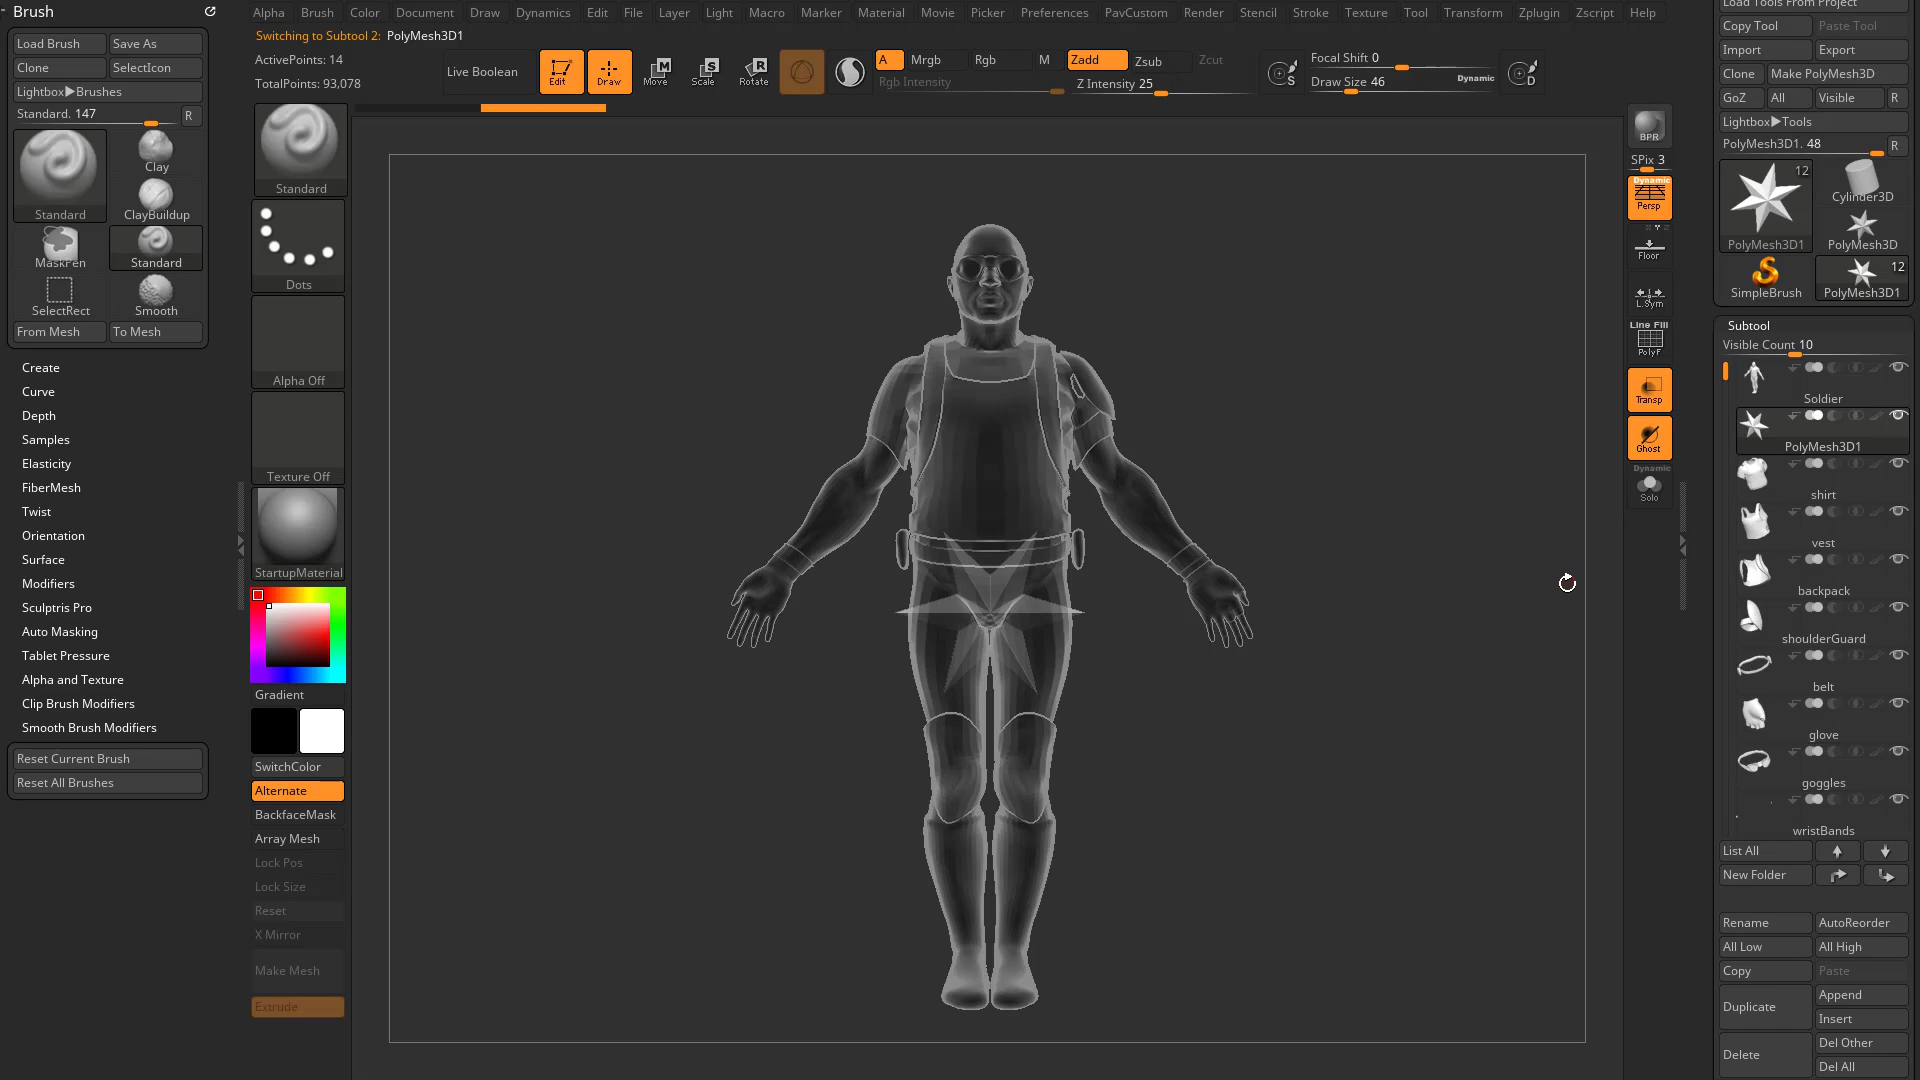 Brush
Load Brush Save As
Clone SelectIcon
Lightbox▶Brushes
Standard. 147 R
Standard
Clay
ClayBuildup
MaskPen
Standard
SelectRect
Smooth
From Mesh To Mesh
Create
Curve
Depth
Samples
Elasticity
FiberMesh
Twist
Orientation
Surface
Modifiers
Sculptris Pro
Auto Masking
Tablet Pressure
Alpha and Texture
Clip Brush Modifiers
Smooth Brush Modifiers
Reset Current Brush
Reset All Brushes
Alpha Brush Color Document Draw Dynamics Edit File Layer Light Macro Marker Material Movie Picker Preferences PavCustom Render Stencil Stroke Texture Tool Transform Zplugin Zscript Help
Switching to Subtool 2: PolyMesh3D1
ActivePoints: 14
TotalPoints: 93,078
Live Boolean
Edit
Draw
M
Move
S
Scale
R
Rotate
A Mrgb Rgb M
Rgb Intensity
Zadd Zsub Zcut
Z Intensity 25
S
Focal Shift 0
Draw Size 46
Dynamic
D
Standard
Dots
Alpha Off
Texture Off
StartupMaterial
Gradient
SwitchColor
Alternate
BackfaceMask
Array Mesh
Lock Pos
Lock Size
Reset
X Mirror
Make Mesh
Extrude
BPR
SPix 3
Dynamic
Persp
Floor
L.Sym
Line Fill
PolyF
Transp
Ghost
Dynamic
Solo
Load Tools From Project
Copy Tool Paste Tool
Import Export
Clone Make PolyMesh3D
GoZ All Visible R
Lightbox▶Tools
PolyMesh3D1. 48 R
12
PolyMesh3D1
Cylinder3D
PolyMesh3D
SimpleBrush
12
PolyMesh3D1
Subtool
Visible Count 10
Soldier
PolyMesh3D1
shirt
vest
backpack
shoulderGuard
belt
glove
goggles
wristBands
List All
New Folder
Rename AutoReorder
All Low All High
Copy Paste
Duplicate
Append
Insert
Delete
Del Other
Del All